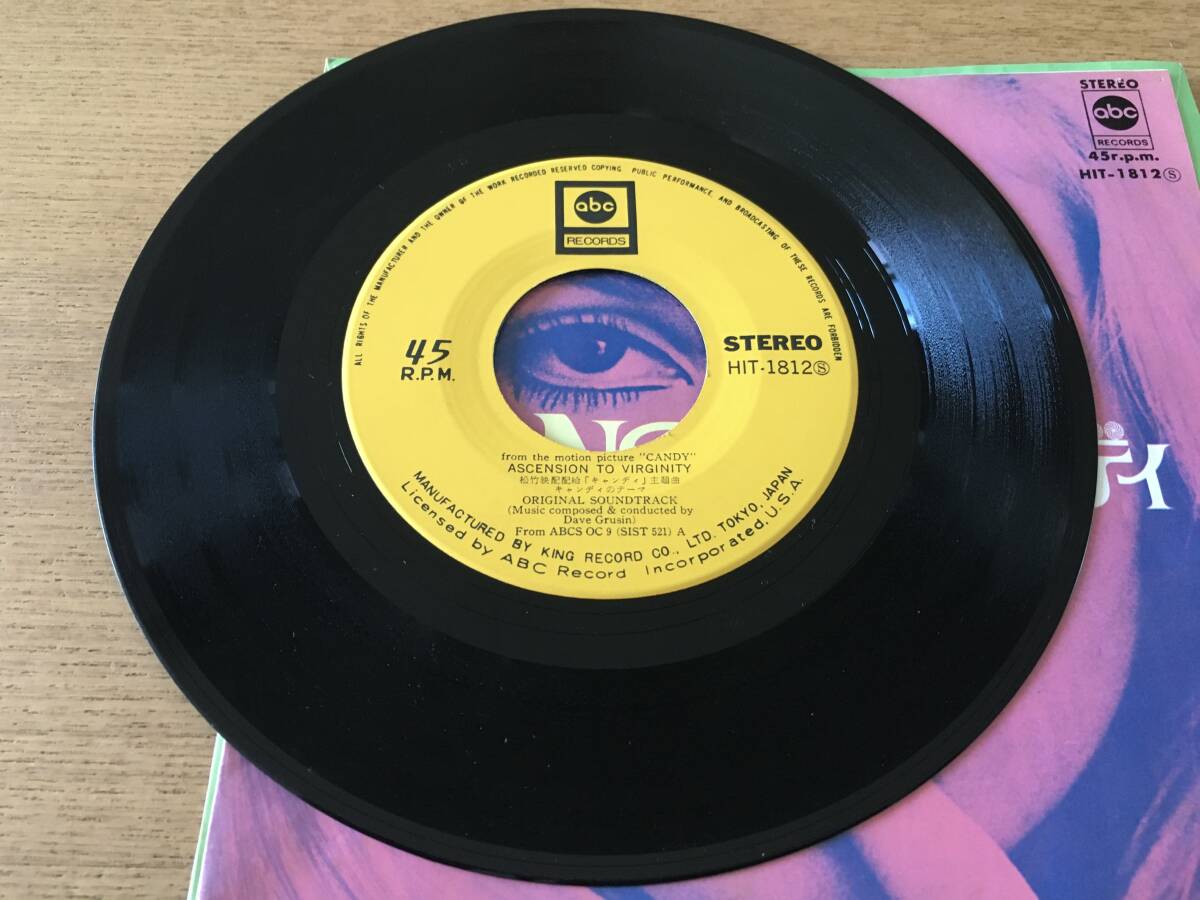 STEREO
abc
RECORDS
45r.p.m.
HIT-1812Ⓢ
ALL RIGHTS OF THE MANUFACTURER AND THE OWNER OF THE WORK RECORDED RESERVED COPYING PUBLIC PERFORMANCE, AND BROADCASTING OF THESE RECORDS ARE FORBIDDEN
abc
RECORDS
45
R.P.M.
STEREO
HIT-1812Ⓢ
from the motion picture "CANDY"
ASCENSION TO VIRGINITY
松竹映配配給「キャンディ」主題曲
キャンディのテーマ
ORIGINAL SOUNDTRACK
(Music composed & conducted by
Dave Grusin)
From ABCS OC 9 (SIST 521) A
MANUFACTURED BY KING RECORD CO., LTD. TOKYO, JAPAN
Licensed by ABC Record Incorporated, U.S.A.
ディ